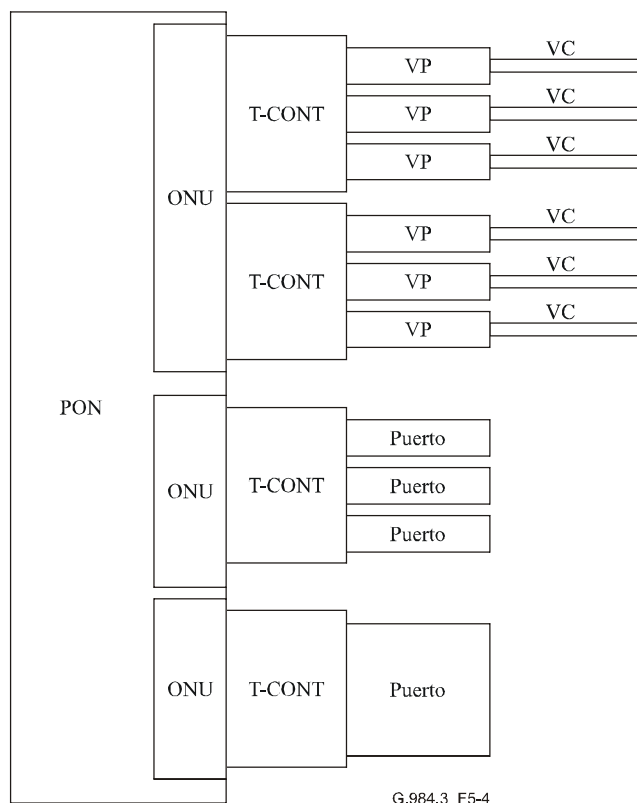 VC
VP
VC
T-CONT
VP
VC
VP
ONU
VC
VP
VC
T-CONT
VP
VC
VP
PON
Puerto
ONU
T-CONT
Puerto
Puerto
ONU
T-CONT
Puerto
G.984.3_F5-4